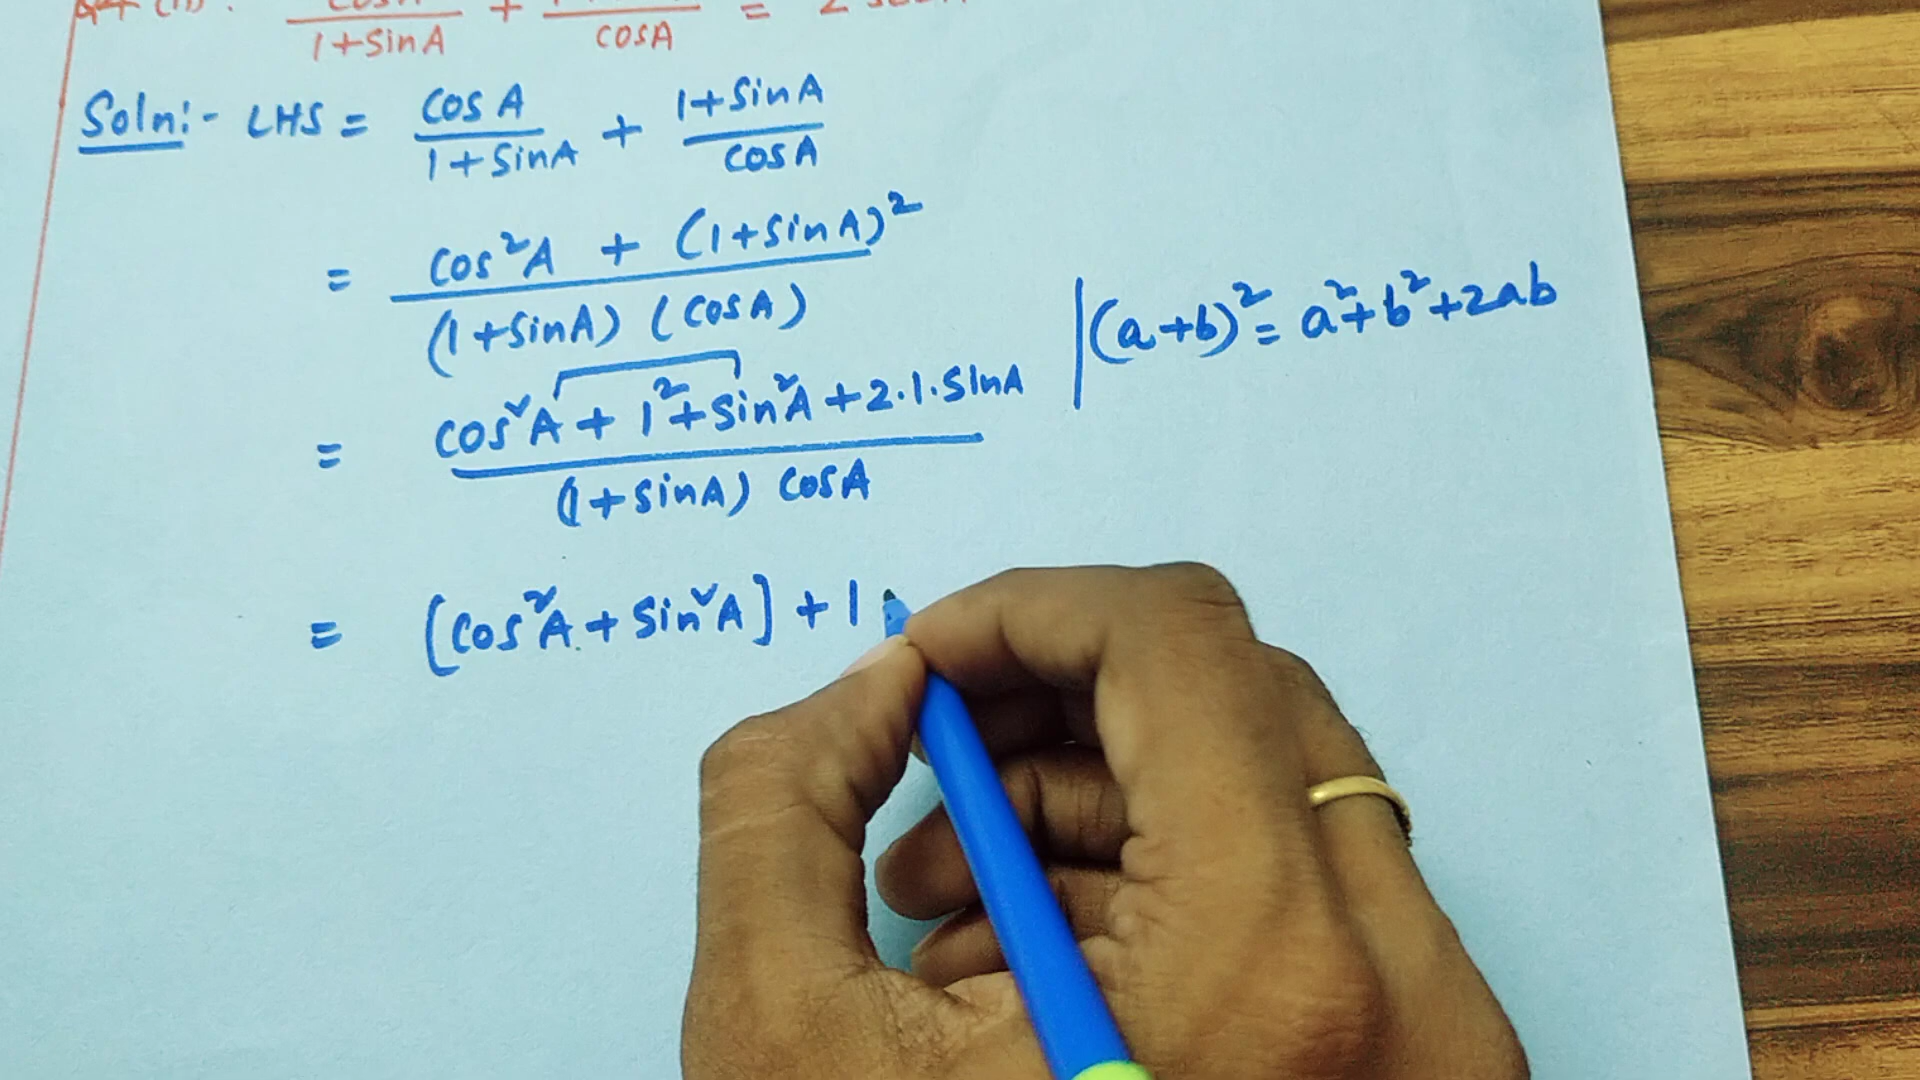 1+sinA cosA = 2
Soln:- LHS = cos A / 1+sinA + 1+sinA / cosA
= cos²A + (1+sinA)² / (1+sinA) (cosA)
|(a+b)² = a²+b²+2ab
= cos²A + 1²+sin²A+2.1.sinA / (1+sinA) cosA
= [cos²A + sin²A] + 1